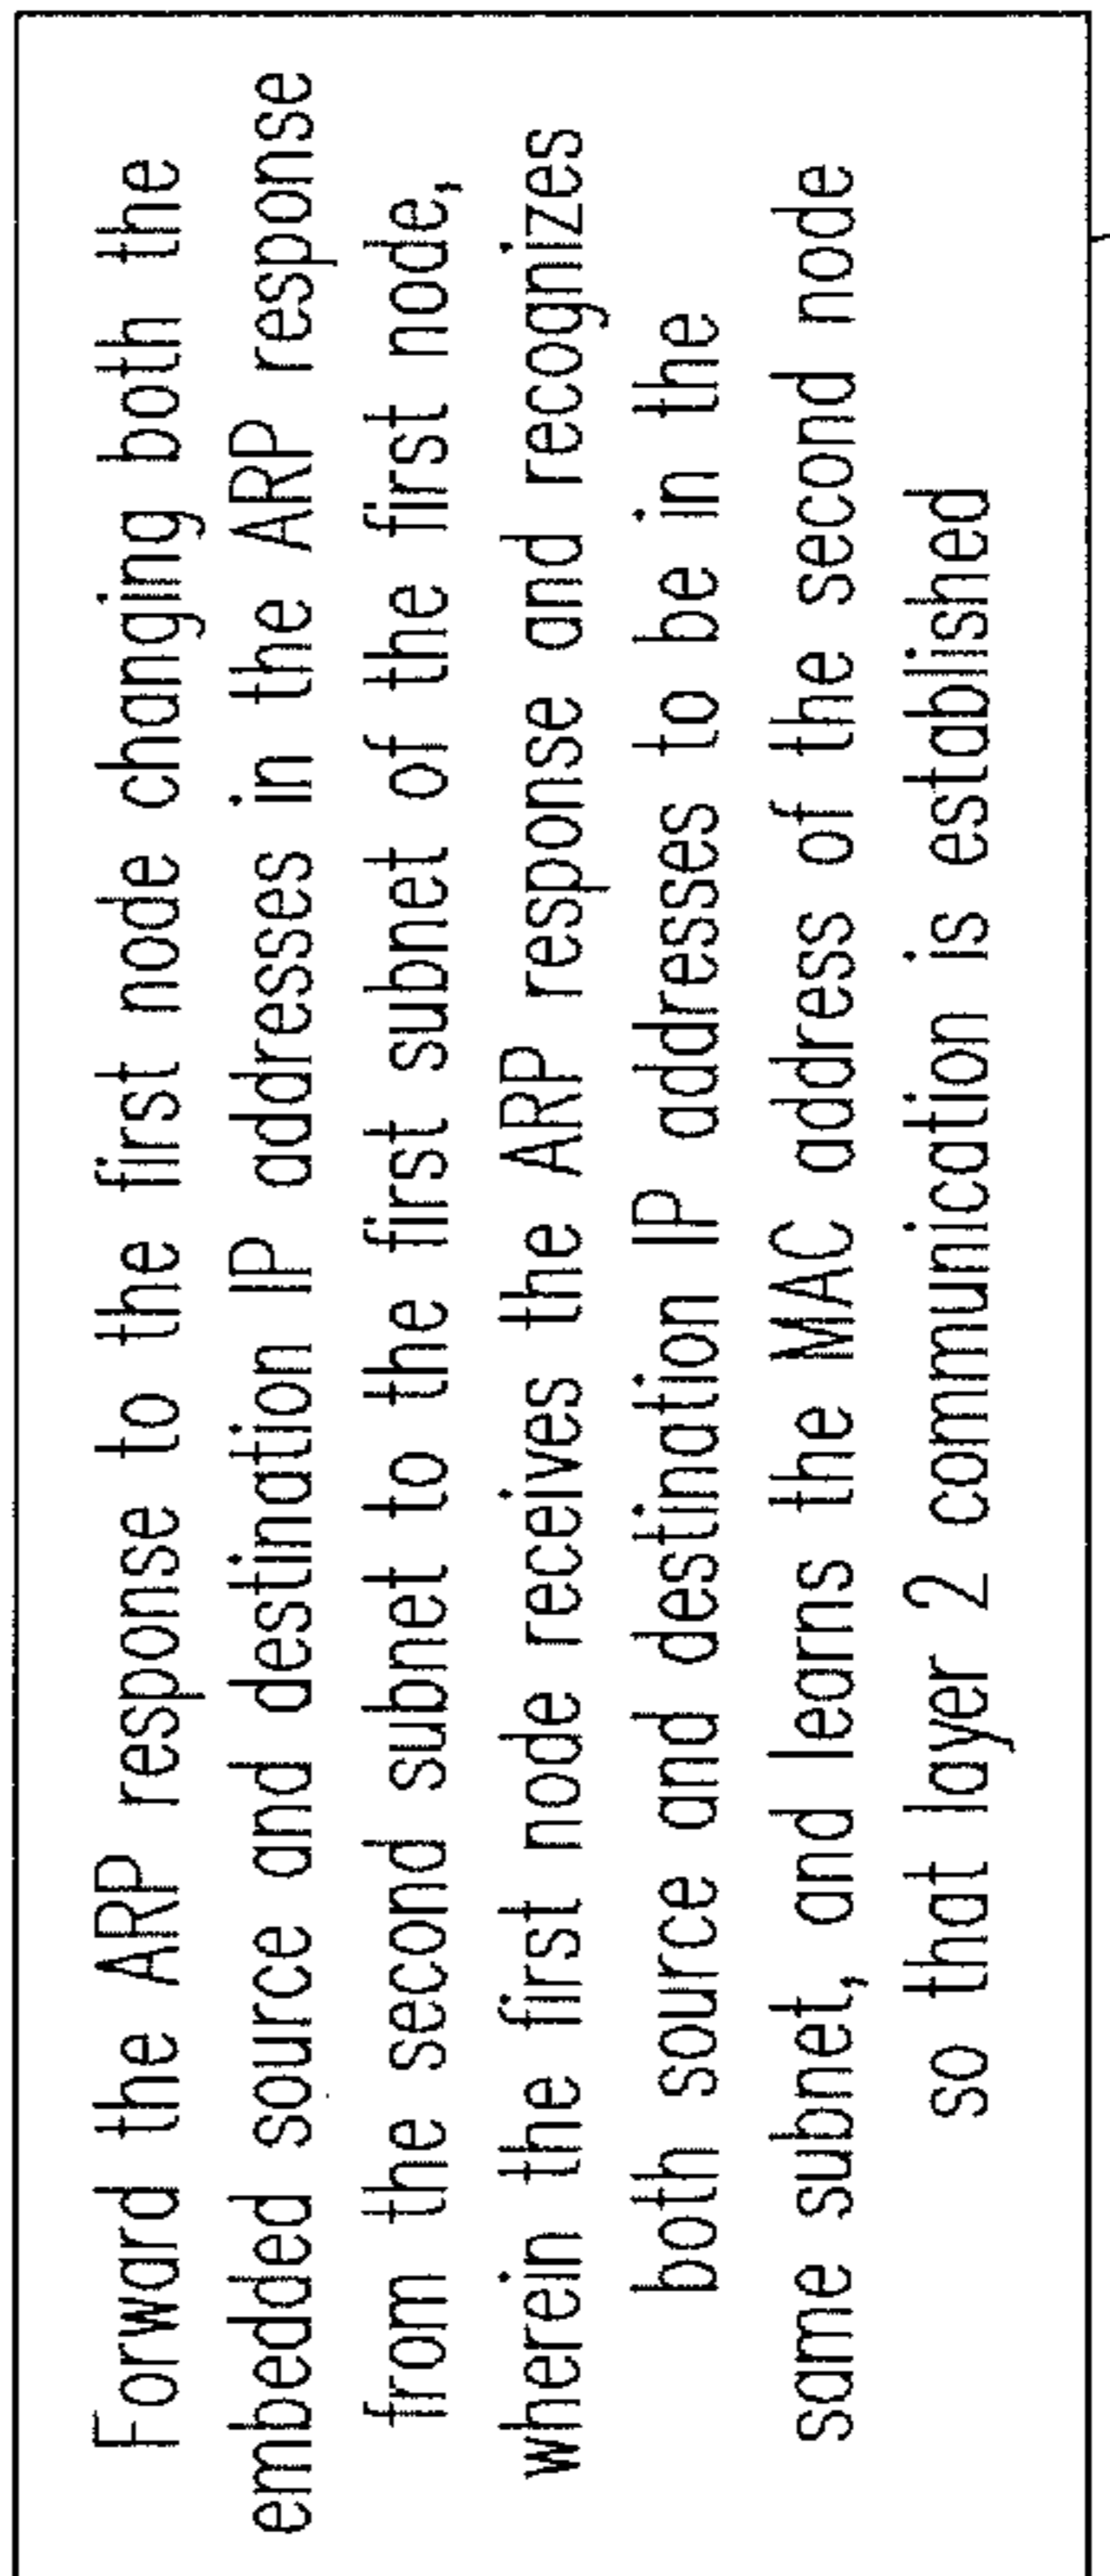 Forward the ARP response to the first node changing both the
embedded source and destination IP addresses in the ARP response
from the second subnet to the first subnet of the first node,
wherein the first node receives the ARP response and recognizes
both source and destination IP addresses to be in the
same subnet, and learns the MAC address of the second node
so that layer 2 communication is established